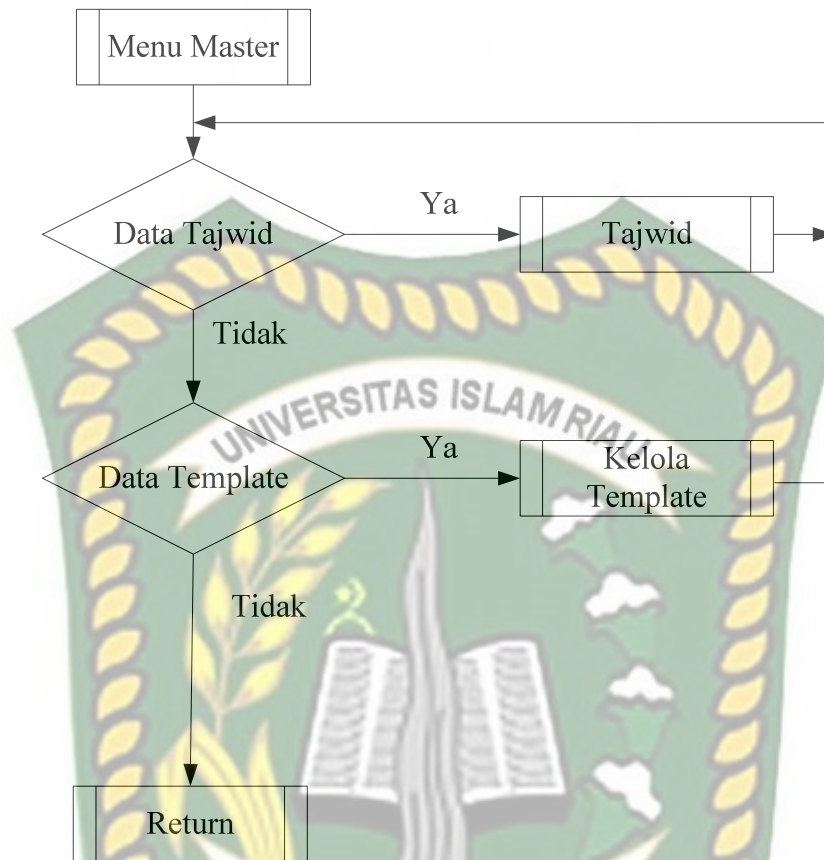 Menu Master
Data Tajwid
Ya
Tajwid
Tidak
UNIVERSITAS ISLAM RIAU
Data Template
Ya
Kelola
Template
Tidak
Return